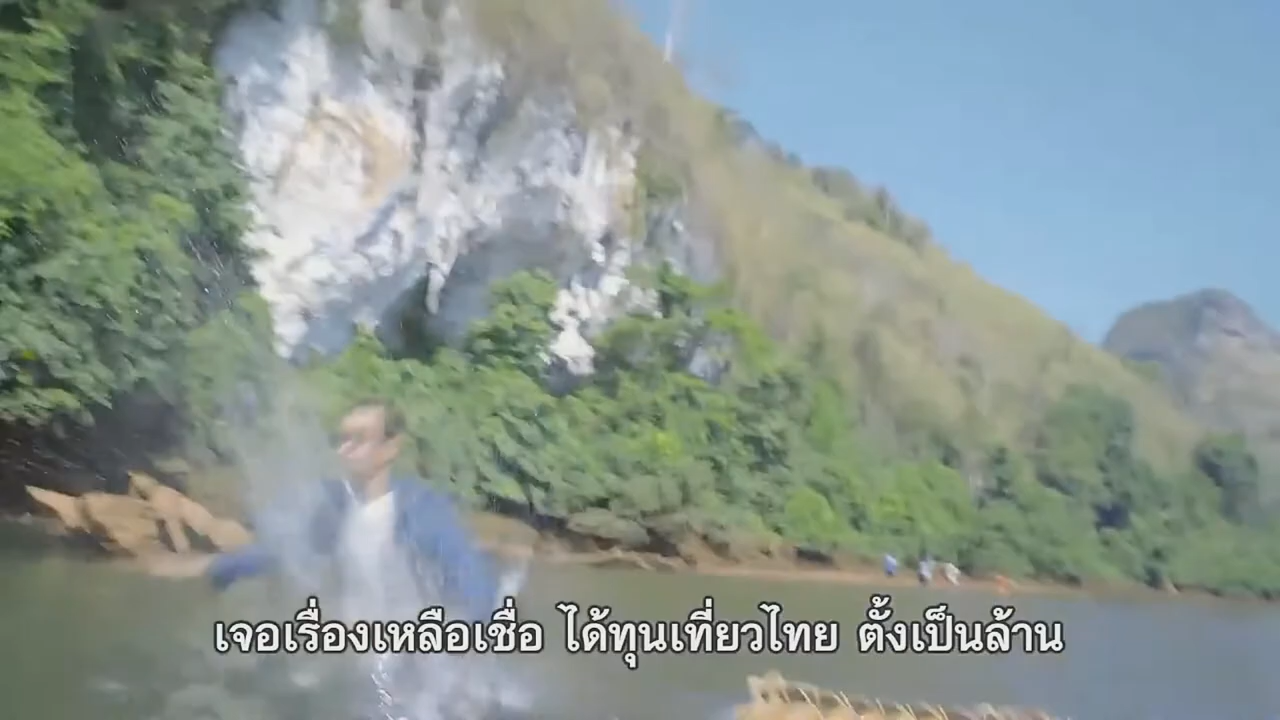 เจอเรื่องเหลือเชื่อ ได้ทุนเที่ยวไทย ตั้งเป็นล้าน